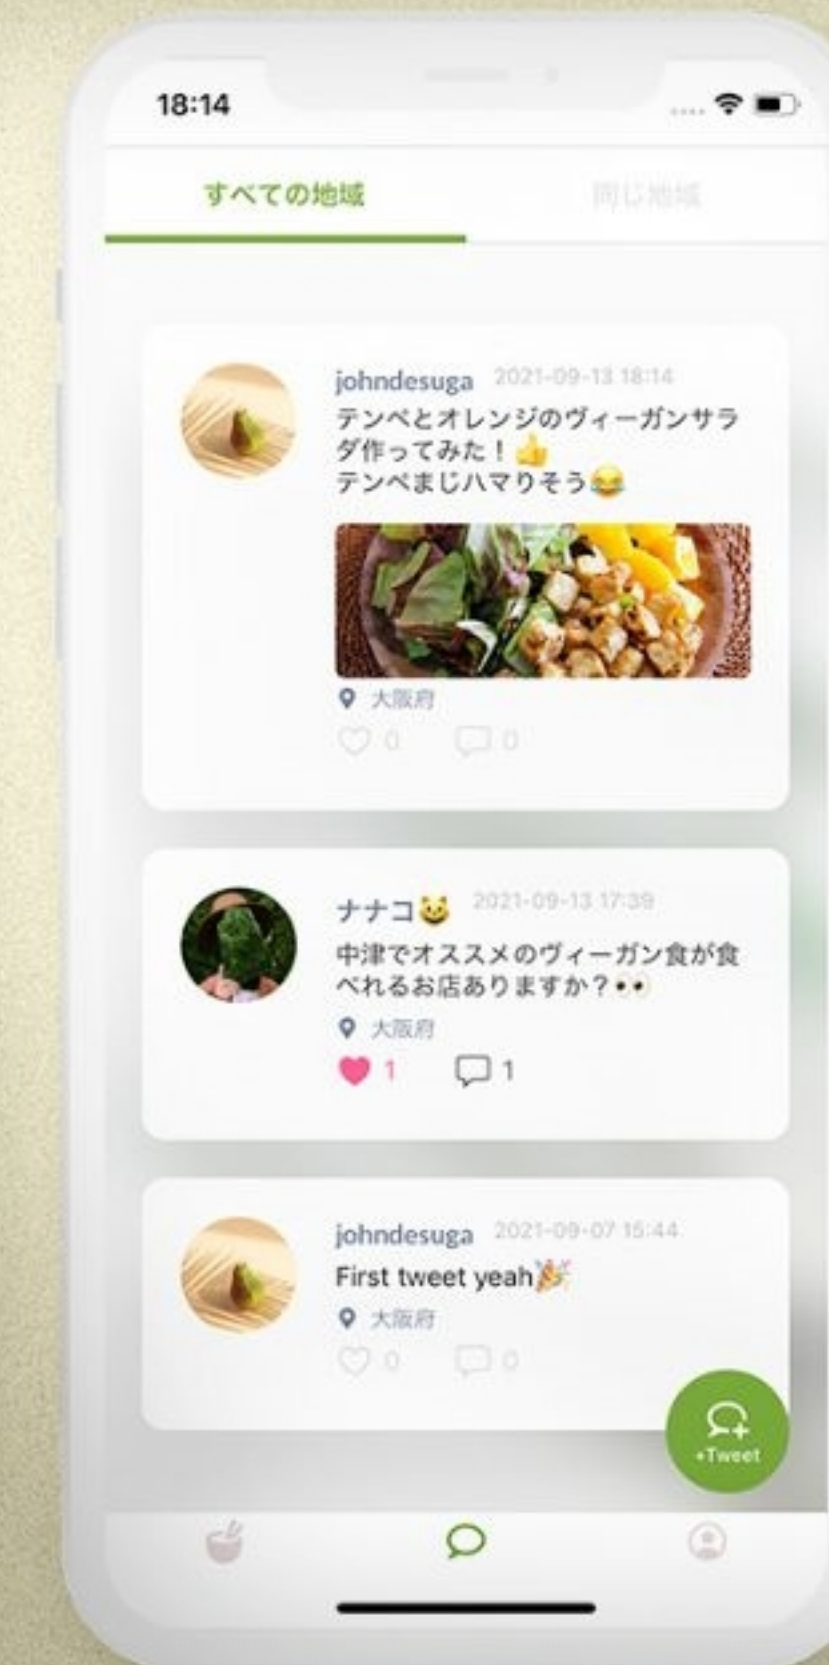 18:14
すべての地域
同じ地域
johndesuga 2021-09-13 18:14
テンペとオレンジのヴィーガンサラ
ダ作ってみた！👍
テンペまじハマりそう😂
大阪府
0 0
ナナコ😺 2021-09-13 17:39
中津でオススメのヴィーガン食が食
べれるお店ありますか？👀
大阪府
1 1
johndesuga 2021-09-07 15:44
First tweet yeah🎉
大阪府
0 0
+Tweet